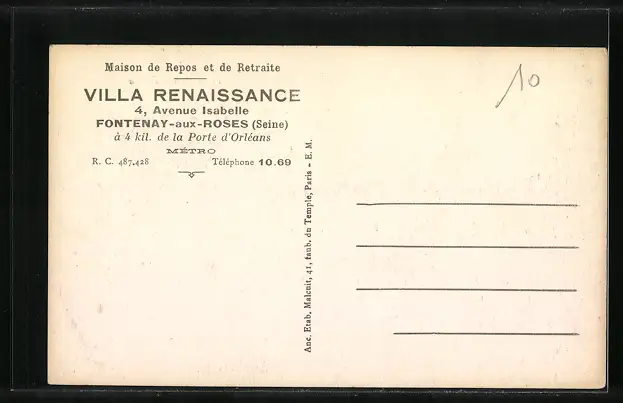 Maison de Repos et de Retraite
VILLA RENAISSANCE
4, Avenue Isabelle
FONTENAY-aux-ROSES (Seine)
à 4 kil. de la Porte d'Orléans
MÉTRO
R. C. 487.428 Téléphone 10.69
Anc. Etab. Malcuit, 41, faub. du Temple, Paris - E. M.
10